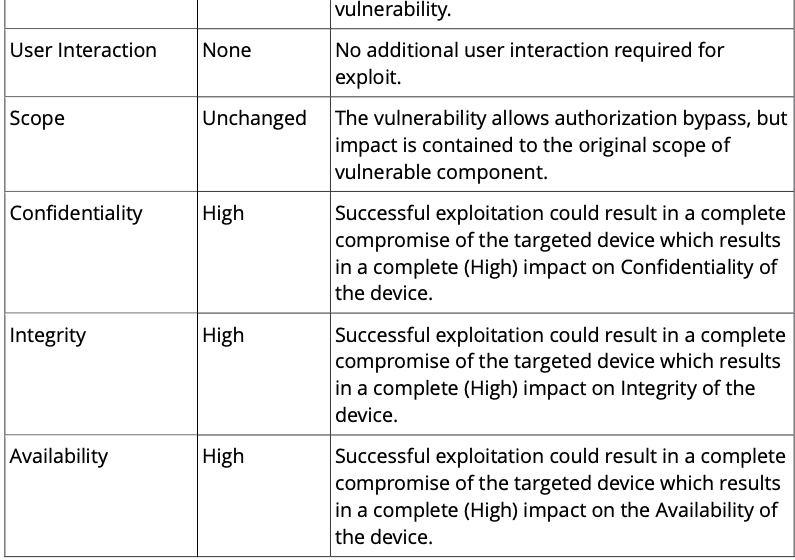 vulnerability.
User Interaction None No additional user interaction required for
exploit.
Scope Unchanged The vulnerability allows authorization bypass, but
impact is contained to the original scope of
vulnerable component.
Confidentiality High Successful exploitation could result in a complete
compromise of the targeted device which results
in a complete (High) impact on Confidentiality of
the device.
Integrity High Successful exploitation could result in a complete
compromise of the targeted device which results
in a complete (High) impact on Integrity of the
device.
Availability High Successful exploitation could result in a complete
compromise of the targeted device which results
in a complete (High) impact on the Availability of
the device.